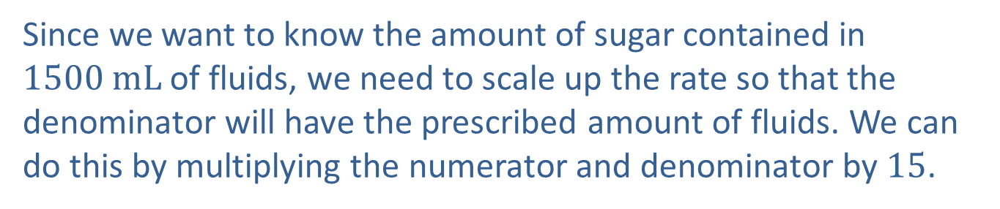 Since we want to know the amount of sugar contained in
1500 mL of fluids, we need to scale up the rate so that the
denominator will have the prescribed amount of fluids. We can
do this by multiplying the numerator and denominator by 15.